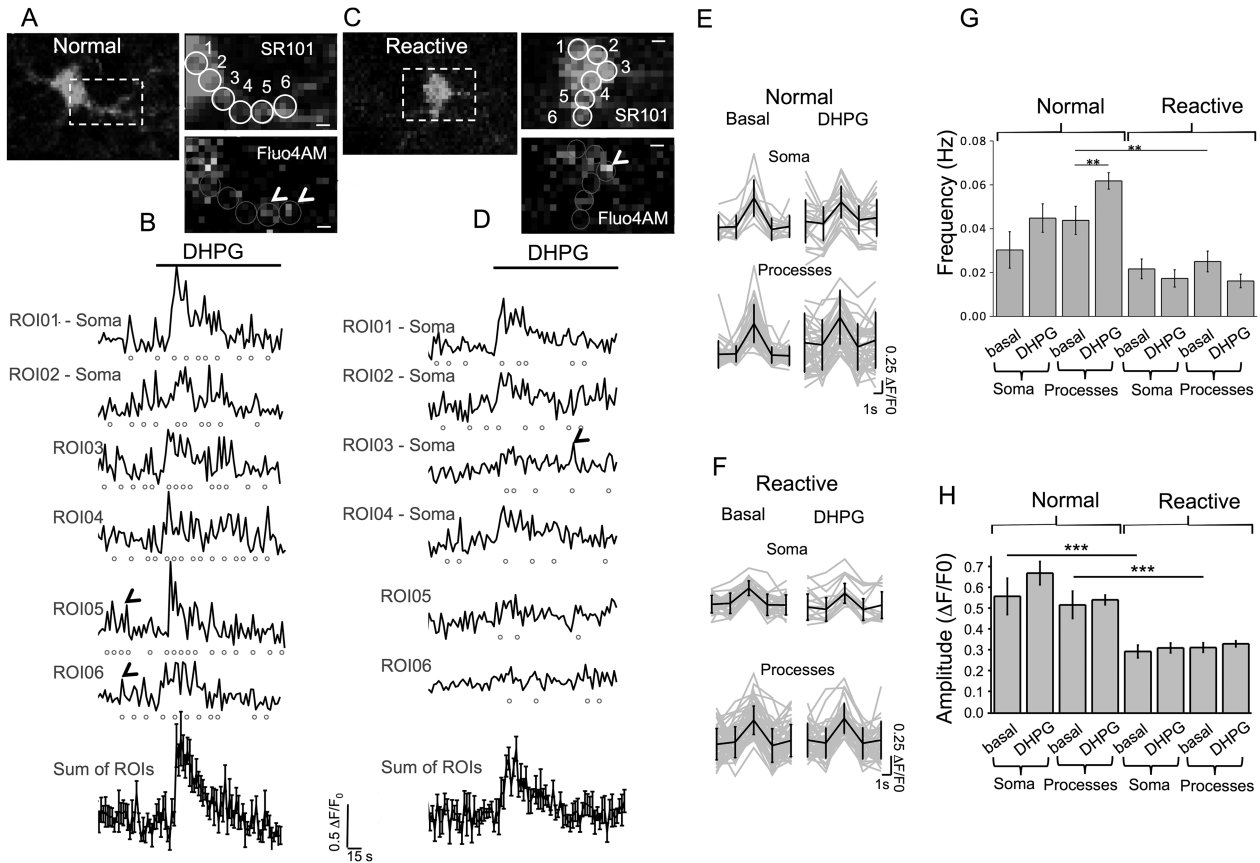 A
Normal
1
2
3
4
5
6
SR101
Fluo4AM
C
Reactive
1
2
3
4
5
6
SR101
Fluo4AM
B
DHPG
ROI01 - Soma
ROI02 - Soma
ROI03
ROI04
ROI05
ROI06
Sum of ROIs
D
DHPG
ROI01 - Soma
ROI02 - Soma
ROI03 - Soma
ROI04 - Soma
ROI05
ROI06
Sum of ROIs
0.5 ΔF/F0
15 s
E
Normal
Basal DHPG
Soma
Processes
0.25 ΔF/F0
1s
F
Reactive
Basal DHPG
Soma
Processes
0.25 ΔF/F0
1s
G
Normal Reactive
Frequency (Hz)
0.08
0.06
0.04
0.02
0.00
**
**
basal DHPG basal DHPG basal DHPG basal DHPG
Soma Processes Soma Processes
H
Normal Reactive
Amplitude (ΔF/F0)
0.7
0.6
0.5
0.4
0.3
0.2
0.1
0.0
***
***
basal DHPG basal DHPG basal DHPG basal DHPG
Soma Processes Soma Processes